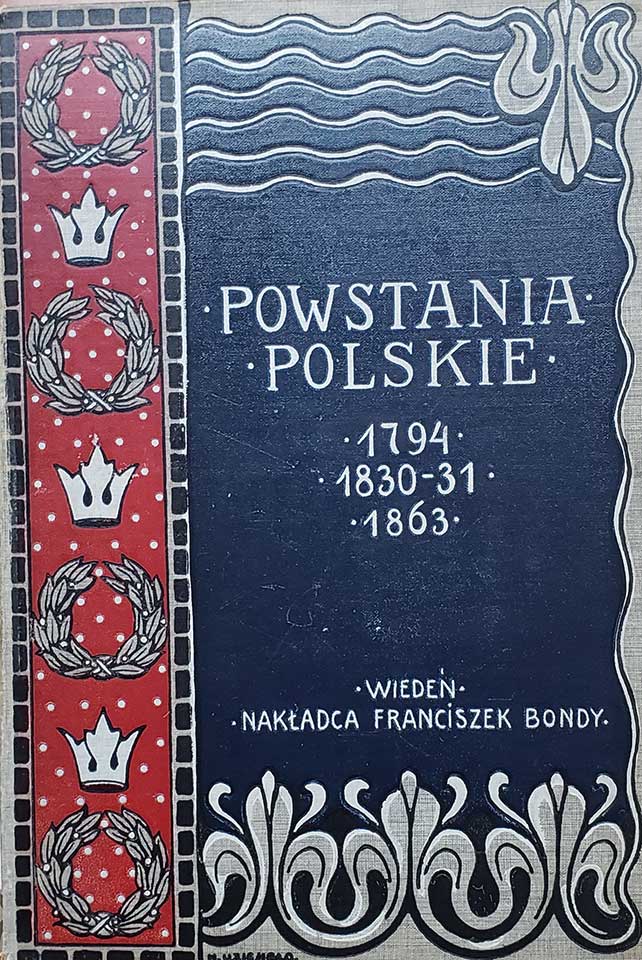 ·POWSTANIA·
·POLSKIE·
·1794·
·1830-31·
·1863·
·WIEDEŃ·
·NAKŁADCA FRANCISZEK BONDY·